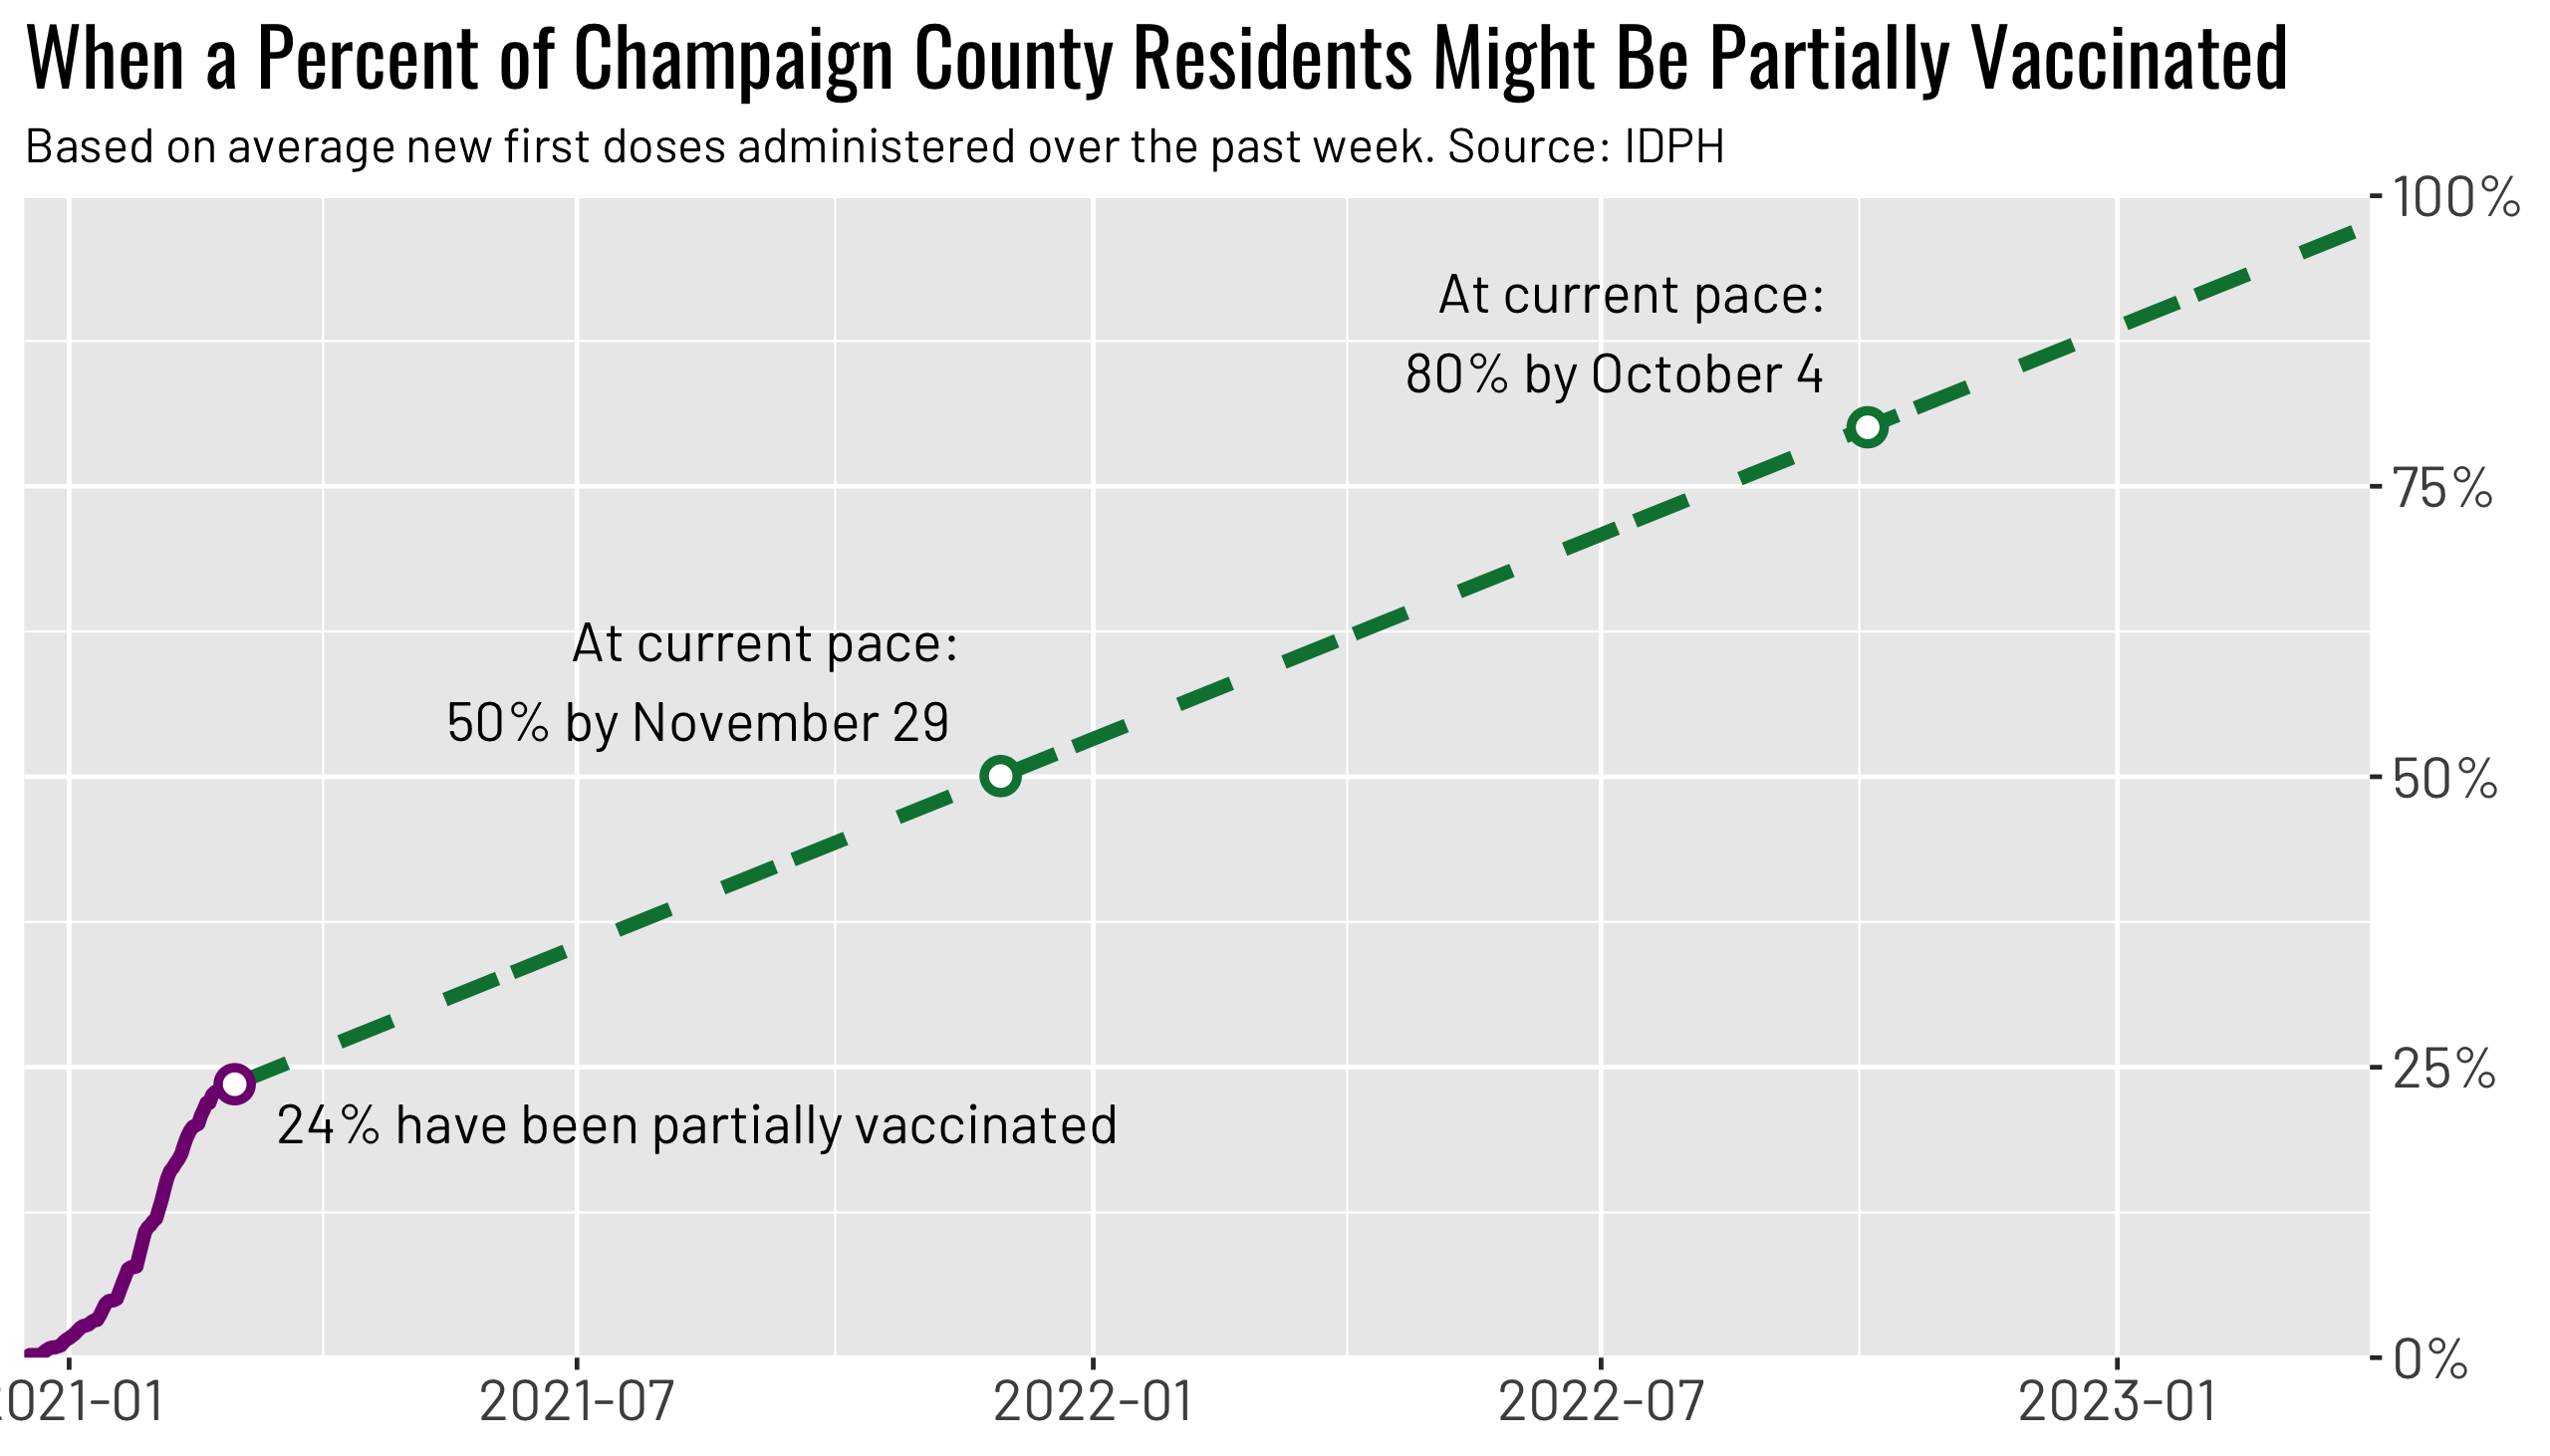 When a Percent of Champaign County Residents Might Be Partially Vaccinated
Based on average new first doses administered over the past week. Source: IDPH
100%
At current pace:
80% by October 4
75%
At current pace:
50% by November 29
50%
25%
24% have been partially vaccinated
0%
021-01
2021-07
2022-01
2022-07
2023-01